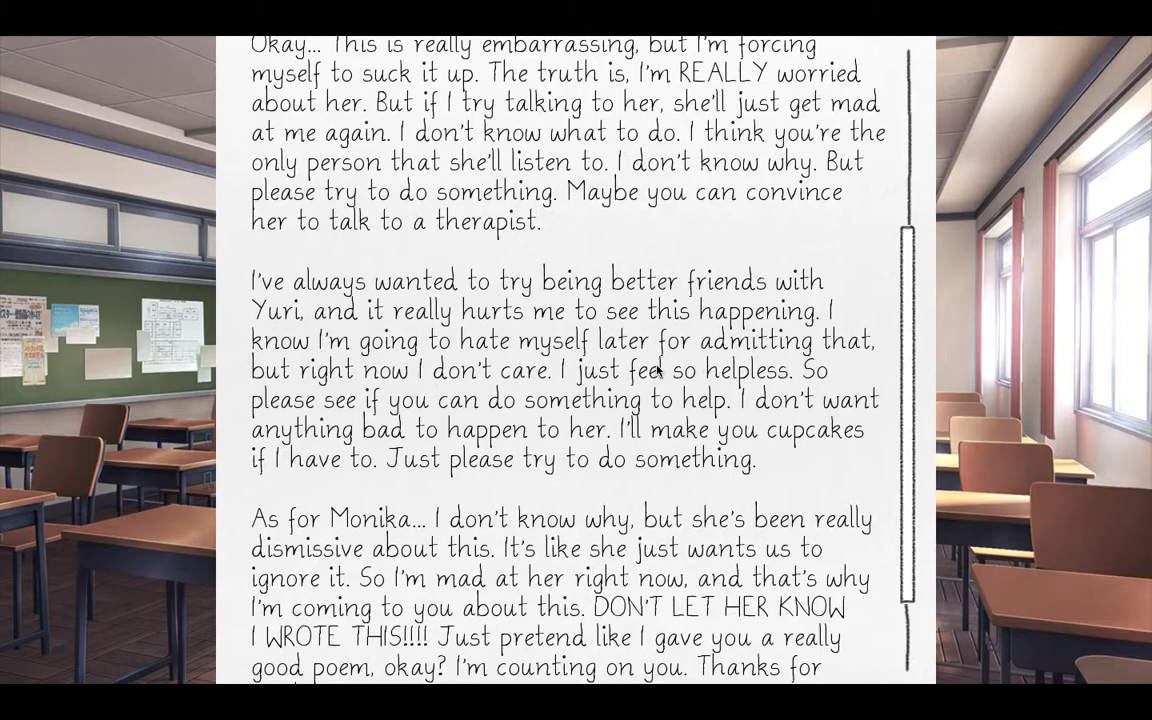 Okay... This is really embarrassing, but I'm forcing
myself to suck it up. The truth is, I'm REALLY worried
about her. But if I try talking to her, she'll just get mad
at me again. I don't know what to do. I think you're the
only person that she'll listen to. I don't know why. But
please try to do something. Maybe you can convince
her to talk to a therapist.
I've always wanted to try being better friends with
Yuri, and it really hurts me to see this happening. I
know I'm going to hate myself later for admitting that,
but right now I don't care. I just feel so helpless. So
please see if you can do something to help. I don't want
anything bad to happen to her. I'll make you cupcakes
if I have to. Just please try to do something.
As for Monika... I don't know why, but she's been really
dismissive about this. It's like she just wants us to
ignore it. So I'm mad at her right now, and that's why
I'm coming to you about this. DON'T LET HER KNOW
I WROTE THIS!!!! Just pretend like I gave you a really
good poem, okay? I'm counting on you. Thanks for